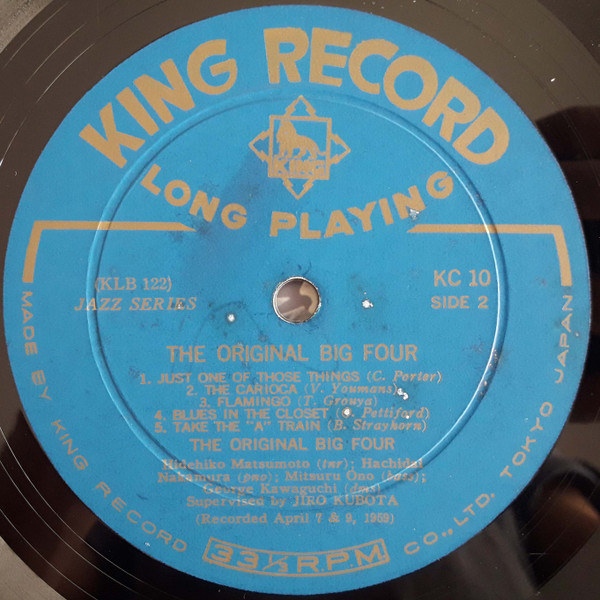 KING RECORD
KING
LONG PLAYING
(KLB 122)
JAZZ SERIES
KC 10
SIDE 2
THE ORIGINAL BIG FOUR
1. JUST ONE OF THOSE THINGS (C. Porter)
2. THE CARIOCA (V. Youmans)
3. FLAMINGO (T. Grouya)
4. BLUES IN THE CLOSET (O. Pettiford)
5. TAKE THE "A" TRAIN (B. Strayhorn)
THE ORIGINAL BIG FOUR
Hidehiko Matsumoto (tnr); Hachidai
Nakamura (pno); Mitsuru Ono (bass);
George Kawaguchi (dms)
Supervised by JIRO KUBOTA
(Recorded April 7 & 9, 1959)
33⅓ R.P.M
MADE BY KING RECORD CO., LTD. TOKYO JAPAN